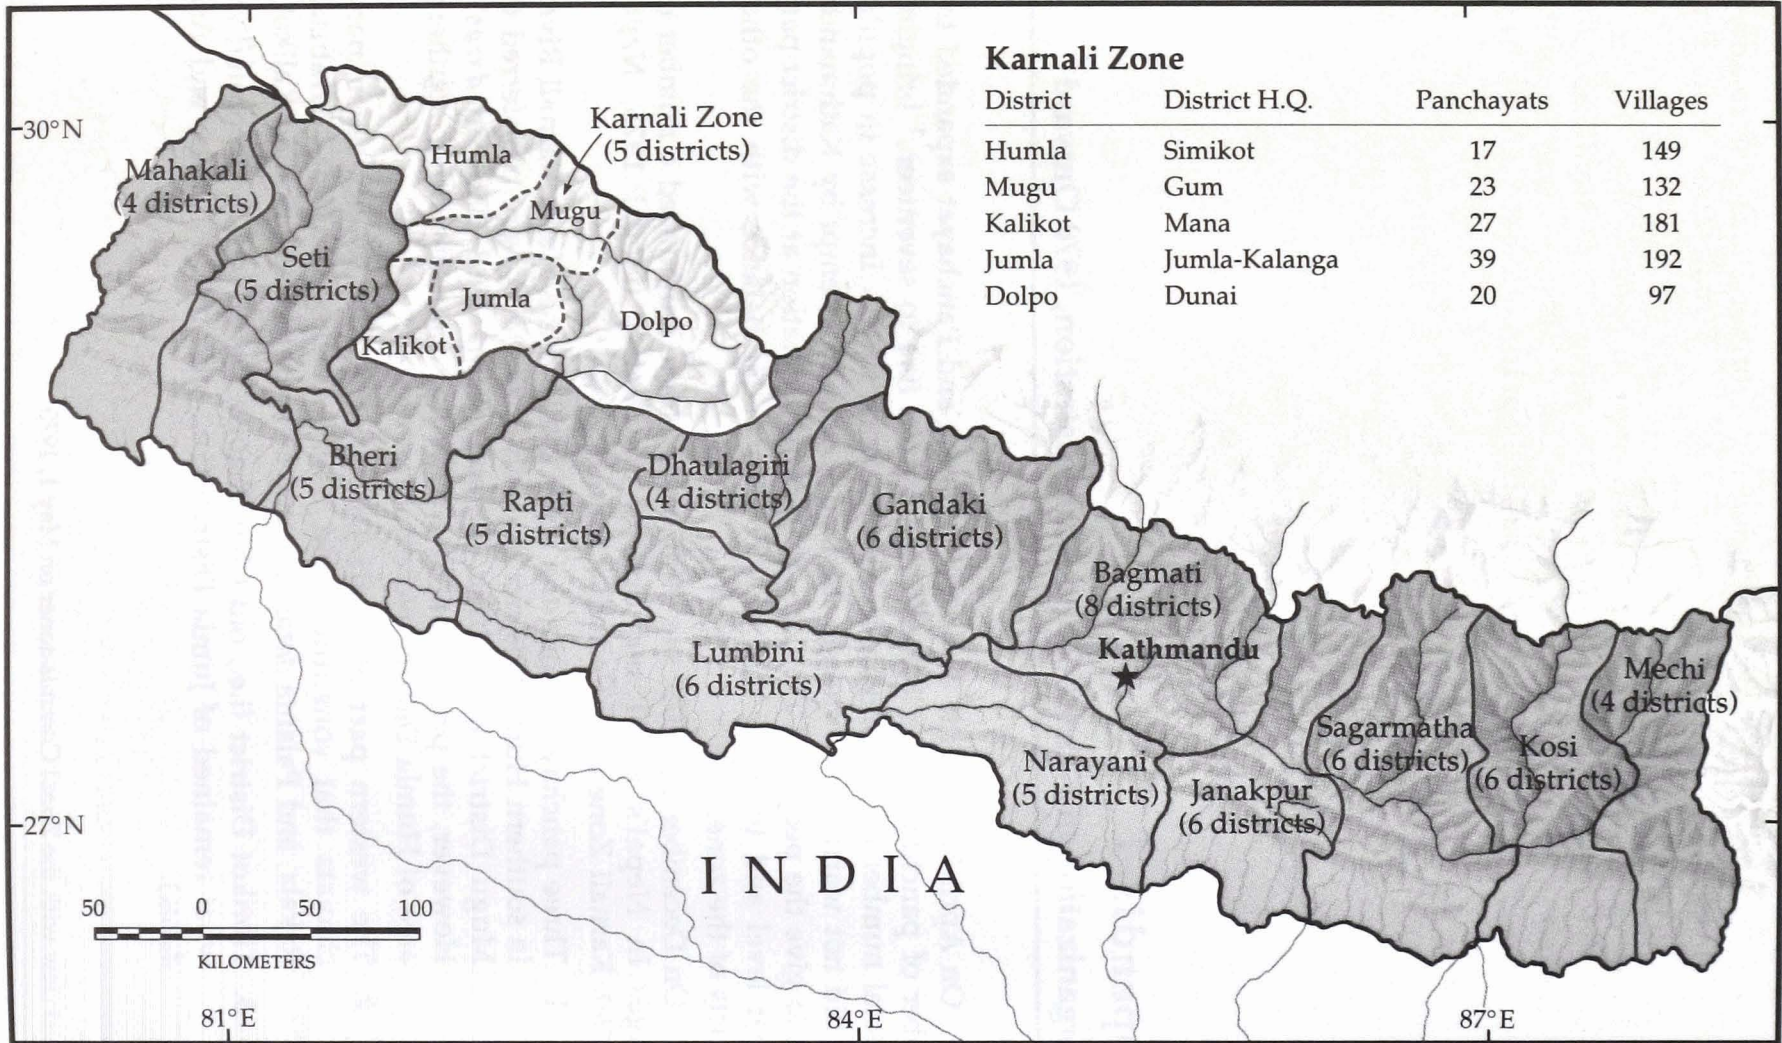 Karnali Zone
District District H.Q. Panchayats Villages
Humla Simikot 17 149
Mugu Gum 23 132
Kalikot Mana 27 181
Jumla Jumla-Kalanga 39 192
Dolpo Dunai 20 97
30°N
Karnali Zone
(5 districts)
Humla
Mahakali
(4 districts)
Mugu
Seti
(5 districts)
Jumla
Dolpo
Kalikot
Bheri
(5 districts)
Rapti
(5 districts)
Dhaulagiri
(4 districts)
Gandaki
(6 districts)
Bagmati
(8 districts)
Kathmandu
Lumbini
(6 districts)
Mechi
(4 districts)
Sagarmatha
(6 districts)
Kosi
(6 districts)
Narayani
(5 districts)
Janakpur
(6 districts)
27°N
INDIA
50 0 50 100
KILOMETERS
81°E
84°E
87°E